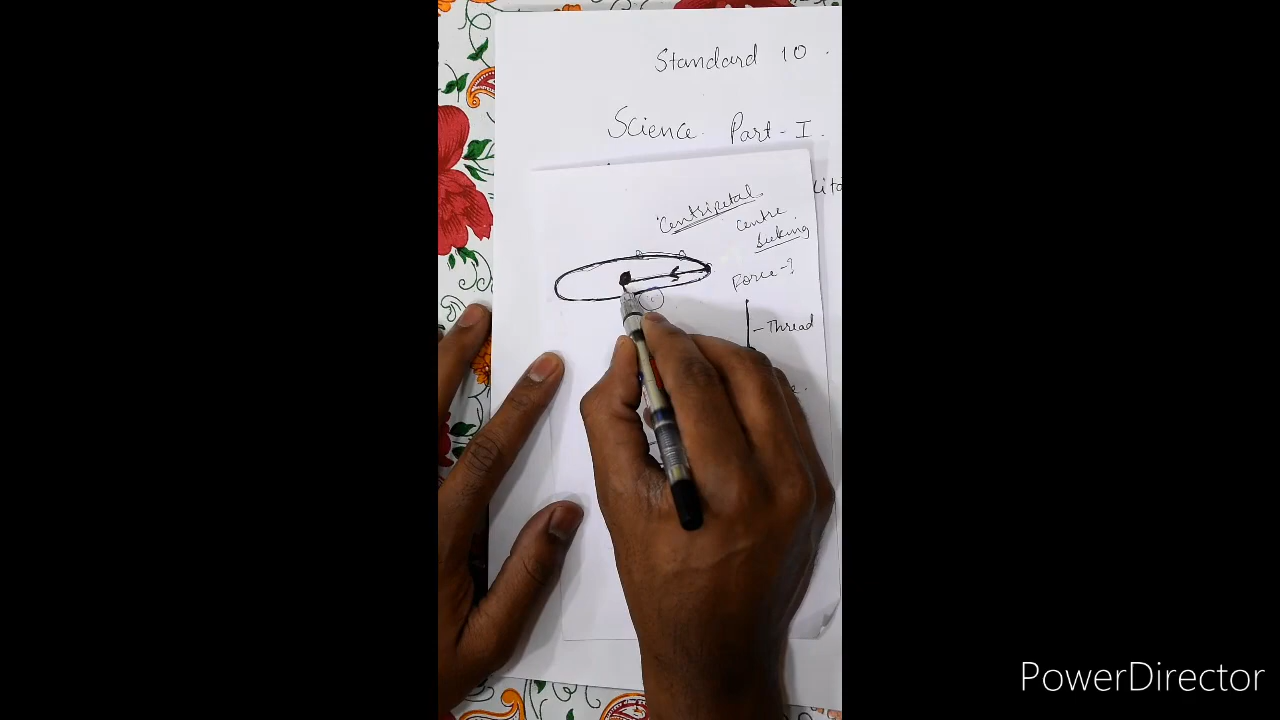 Standard 10.
Science. Part-I.
Centripetal
Centre
Seeking
Force-?
- Thread
PowerDirector